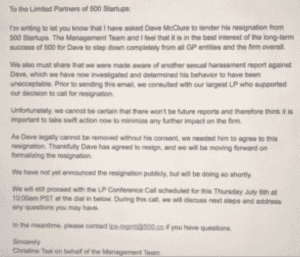 To the Limited Partners of 500 Startups:
I'm writing to let you know that I have asked Dave McClure to tender his resignation from
500 Startups. The Management Team and I feel that it is in the best interest of the long-term
success of 500 for Dave to step down completely from all GP entities and the firm overall.
We also must share that we were made aware of another sexual harassment report against
Dave, which we have now investigated and determined his behavior to have been
unacceptable. Prior to sending this email, we consulted with our largest LP who supported
our decision to call for resignation.
Unfortunately, we cannot be certain that there won't be future reports and therefore think it is
important to take swift action now to minimize any further impact on the firm.
As Dave legally cannot be removed without his consent, we needed him to agree to this
resignation. Thankfully Dave has agreed to resign, and we will be moving forward on
formalizing the resignation.
We have not yet announced the resignation publicly, but will be doing so shortly.
We will still proceed with the LP Conference Call scheduled for this Thursday July 6th at
10:00am PST at the dial in below. During this call, we will discuss next steps and address
any questions you may have.
In the meantime, please contact if you have questions.
Sincerely
Christine Tsai on behalf of the Management Team